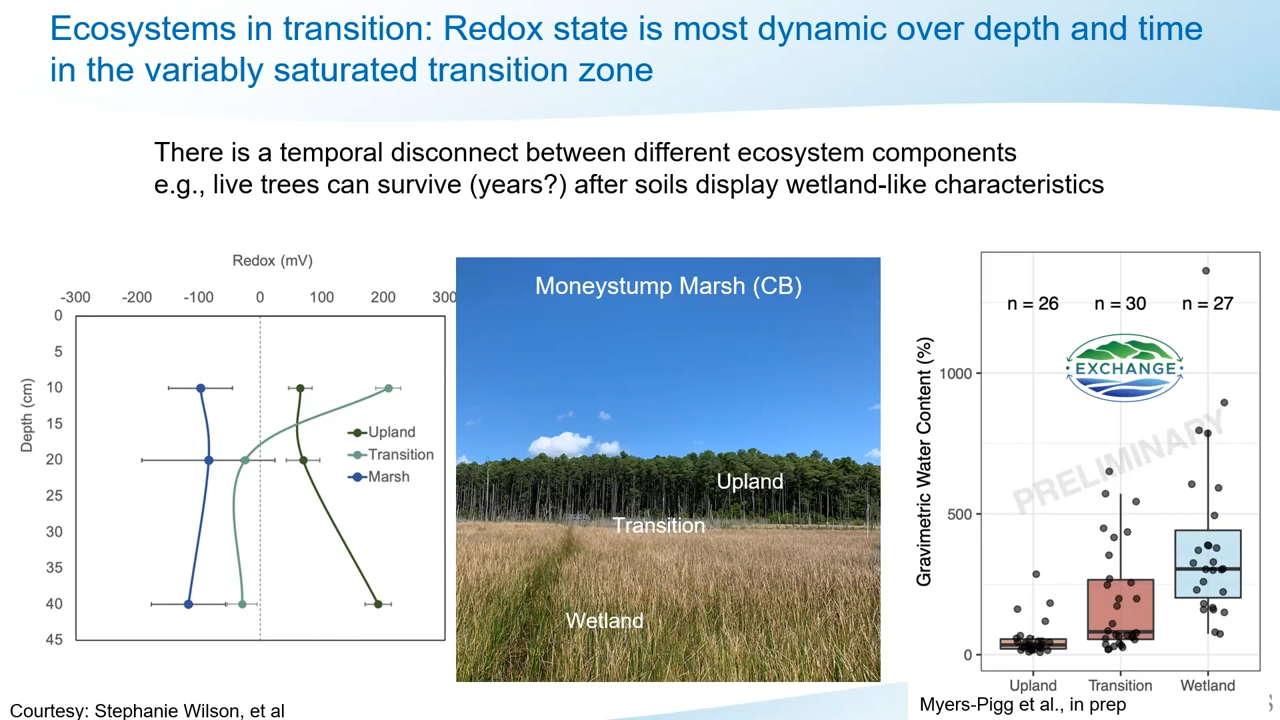 Ecosystems in transition: Redox state is most dynamic over depth and time
in the variably saturated transition zone
There is a temporal disconnect between different ecosystem components
e.g., live trees can survive (years?) after soils display wetland-like characteristics
Redox (mV)
-300 -200 -100 0 100 200 300
Depth (cm)
0
5
10
15
20
25
30
35
40
45
Upland
Transition
Marsh
Moneystump Marsh (CB)
Upland
Transition
Wetland
n = 26 n = 30 n = 27
EXCHANGE
PRELIMINARY
Gravimetric Water Content (%)
1000
500
0
Upland Transition Wetland
Courtesy: Stephanie Wilson, et al
Myers-Pigg et al., in prep